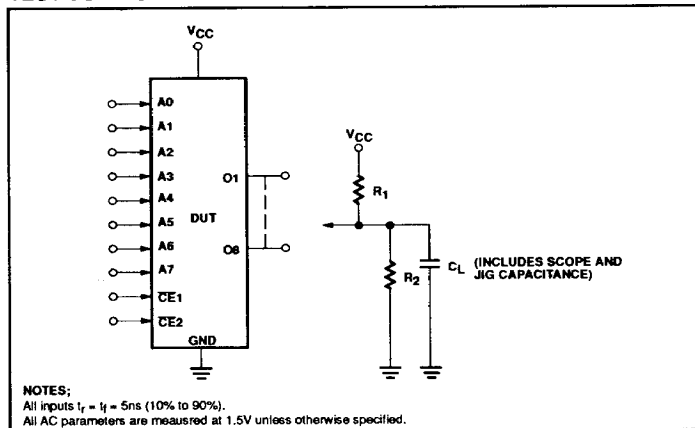 VCC
A0
A1
A2
A3
A4
A5
A6
A7
CE1
CE2
DUT
O1
O8
GND
VCC
R1
R2
CL (INCLUDES SCOPE AND
JIG CAPACITANCE)
NOTES;
All inputs tr = tf = 5ns (10% to 90%).
All AC parameters are meausred at 1.5V unless otherwise specified.